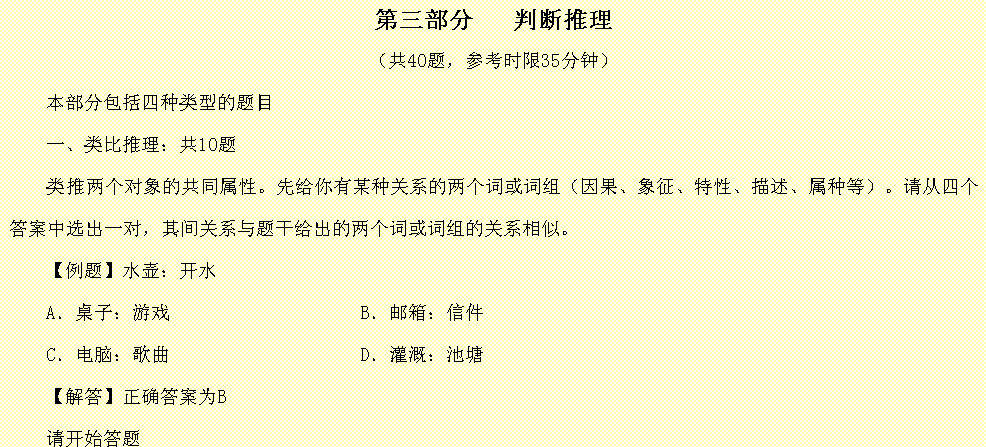 第三部分 判断推理
（共40题，参考时限35分钟）
本部分包括四种类型的题目
一、类比推理：共10题
类推两个对象的共同属性。先给你有某种关系的两个词或词组（因果、象征、特性、描述、属种等）。请从四个
答案中选出一对，其间关系与题干给出的两个词或词组的关系相似。
【例题】水壶：开水
A．桌子：游戏 B．邮箱：信件
C．电脑：歌曲 D．灌溉：池塘
【解答】正确答案为B
请开始答题